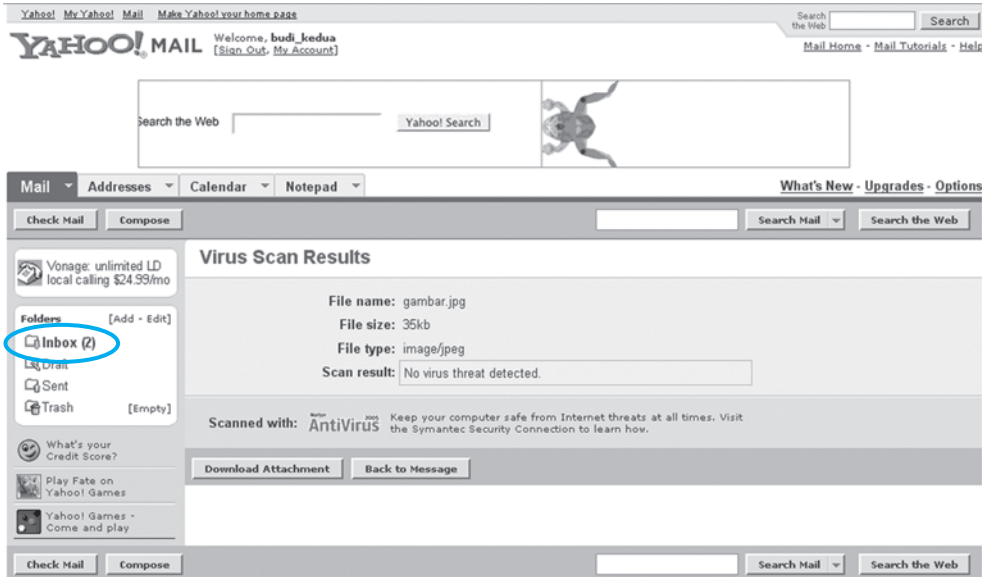 Yahoo! My Yahoo! Mail Make Yahoo! your home page
Search the Web Search
YAHOO! MAIL Welcome, budi_kedua
[Sign Out, My Account]
Mail Home - Mail Tutorials - Help
Search the Web Yahoo! Search
Mail Addresses Calendar Notepad
What's New - Upgrades - Options
Check Mail Compose
Search Mail Search the Web
Vonage: unlimited LD
local calling $24.99/mo
Folders [Add - Edit]
Inbox (2)
Draft
Sent
Trash [Empty]
What's your
Credit Score?
Play Fate on
Yahoo! Games
Yahoo! Games -
Come and play
Virus Scan Results
File name: gambar.jpg
File size: 35kb
File type: image/jpeg
Scan result: No virus threat detected.
Scanned with: Norton AntiVirus 2005 Keep your computer safe from Internet threats at all times. Visit
the Symantec Security Connection to learn how.
Download Attachment Back to Message
Check Mail Compose
Search Mail Search the Web